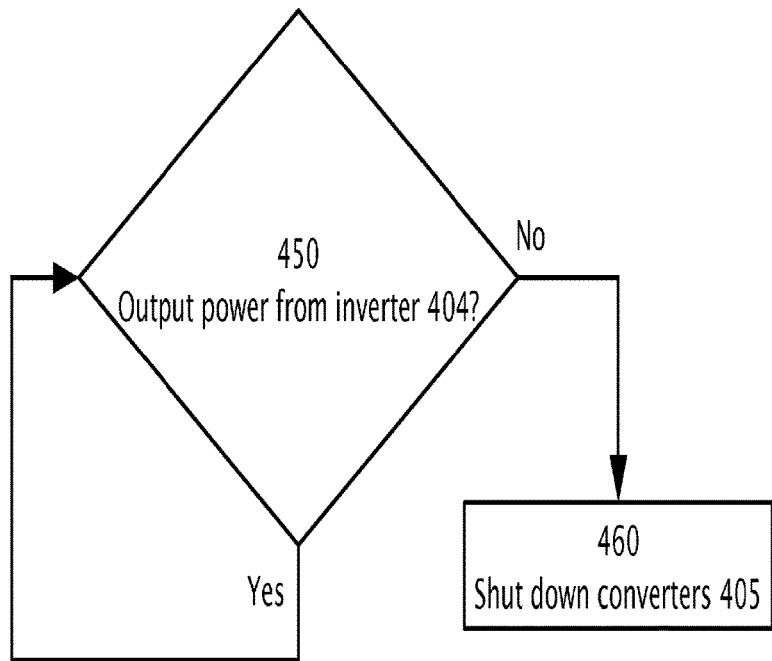 450
Output power from inverter 404?
No
Yes
460
Shut down converters 405